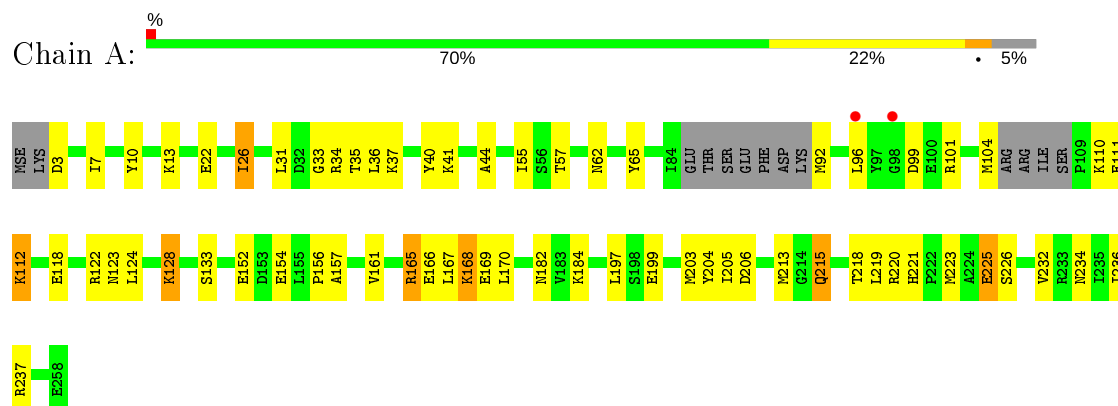 %
Chain A:
70% 22% • 5%
MSE LYS D3 I7 Y10 K13 E22 I26 L31 D32 G33 R34 T35 L36 K37 Y40 K41 A44 I55 S56 T57 N62 Y65 I84 GLU THR SER GLU PHE ASP LYS M92 L96 Y97 G98 D99 E100 R101 M104 ARG ARG ILE SER P109 K110
K112 E118 R122 N123 L124 K128 S133 E152 D153 E154 L155 P156 A157 V161 R165 E166 L167 K168 E169 L170 N182 V183 K184 L197 S198 E199 M203 Y204 I205 D206 M213 G214 Q215 T218 L219 R220 H221 P222 M223 A224 E225 S226 V232 R233 N234 I235
R237 E258